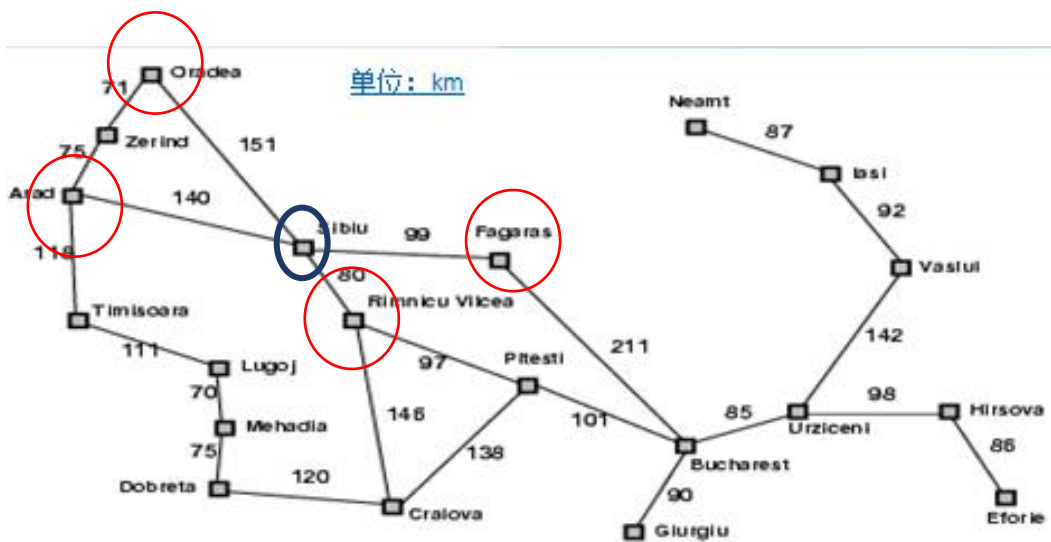 Oradea
单位：km
71
Neamt
87
Zerind
151
75
Iasi
Arad
140
92
Sibiu
99
Fagaras
118
80
Vaslui
Timisoara
Rimnicu Vilcea
142
111
Lugoj
97
Pitesti
211
70
98
Hirsova
146
101
85
Urziceni
Mehadia
138
86
75
Bucharest
Dobreta
120
90
Craiova
Eforie
Giurgiu